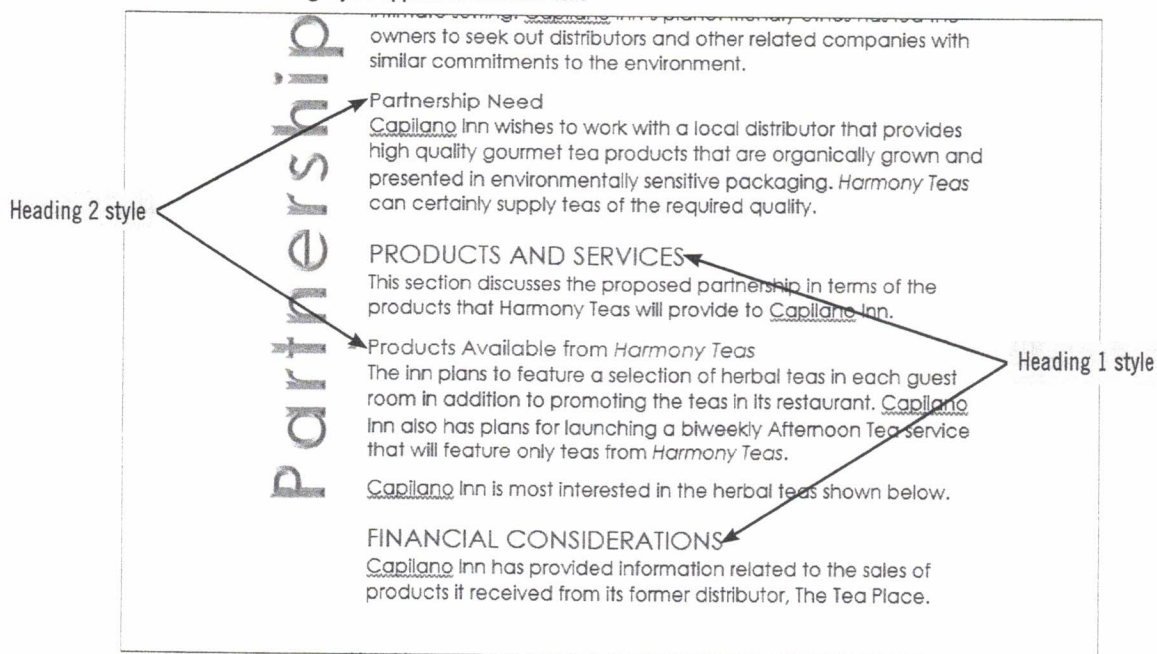 owners to seek out distributors and other related companies with
similar commitments to the environment.
Partnership Need
Capilano Inn wishes to work with a local distributor that provides
high quality gourmet tea products that are organically grown and
presented in environmentally sensitive packaging. Harmony Teas
can certainly supply teas of the required quality.
PRODUCTS AND SERVICES
This section discusses the proposed partnership in terms of the
products that Harmony Teas will provide to Capilano Inn.
Products Available from Harmony Teas
The inn plans to feature a selection of herbal teas in each guest
room in addition to promoting the teas in its restaurant. Capilano
Inn also has plans for launching a biweekly Afternoon Tea service
that will feature only teas from Harmony Teas.
Capilano Inn is most interested in the herbal teas shown below.
FINANCIAL CONSIDERATIONS
Capilano Inn has provided information related to the sales of
products it received from its former distributor, The Tea Place.
Partnership
Heading 2 style
Heading 1 style